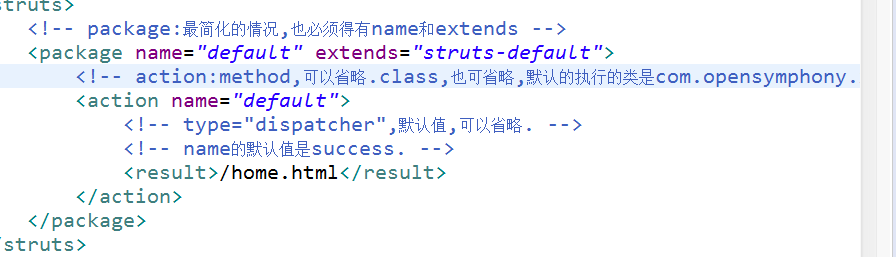 struts>
<!-- package:最简化的情况,也必须得有name和extends -->
<package name="default" extends="struts-default">
<!-- action:method,可以省略.class,也可省略,默认的执行的类是com.opensymphony.
<action name="default">
<!-- type="dispatcher",默认值,可以省略. -->
<!-- name的默认值是success. -->
<result>/home.html</result>
</action>
</package>
/struts>